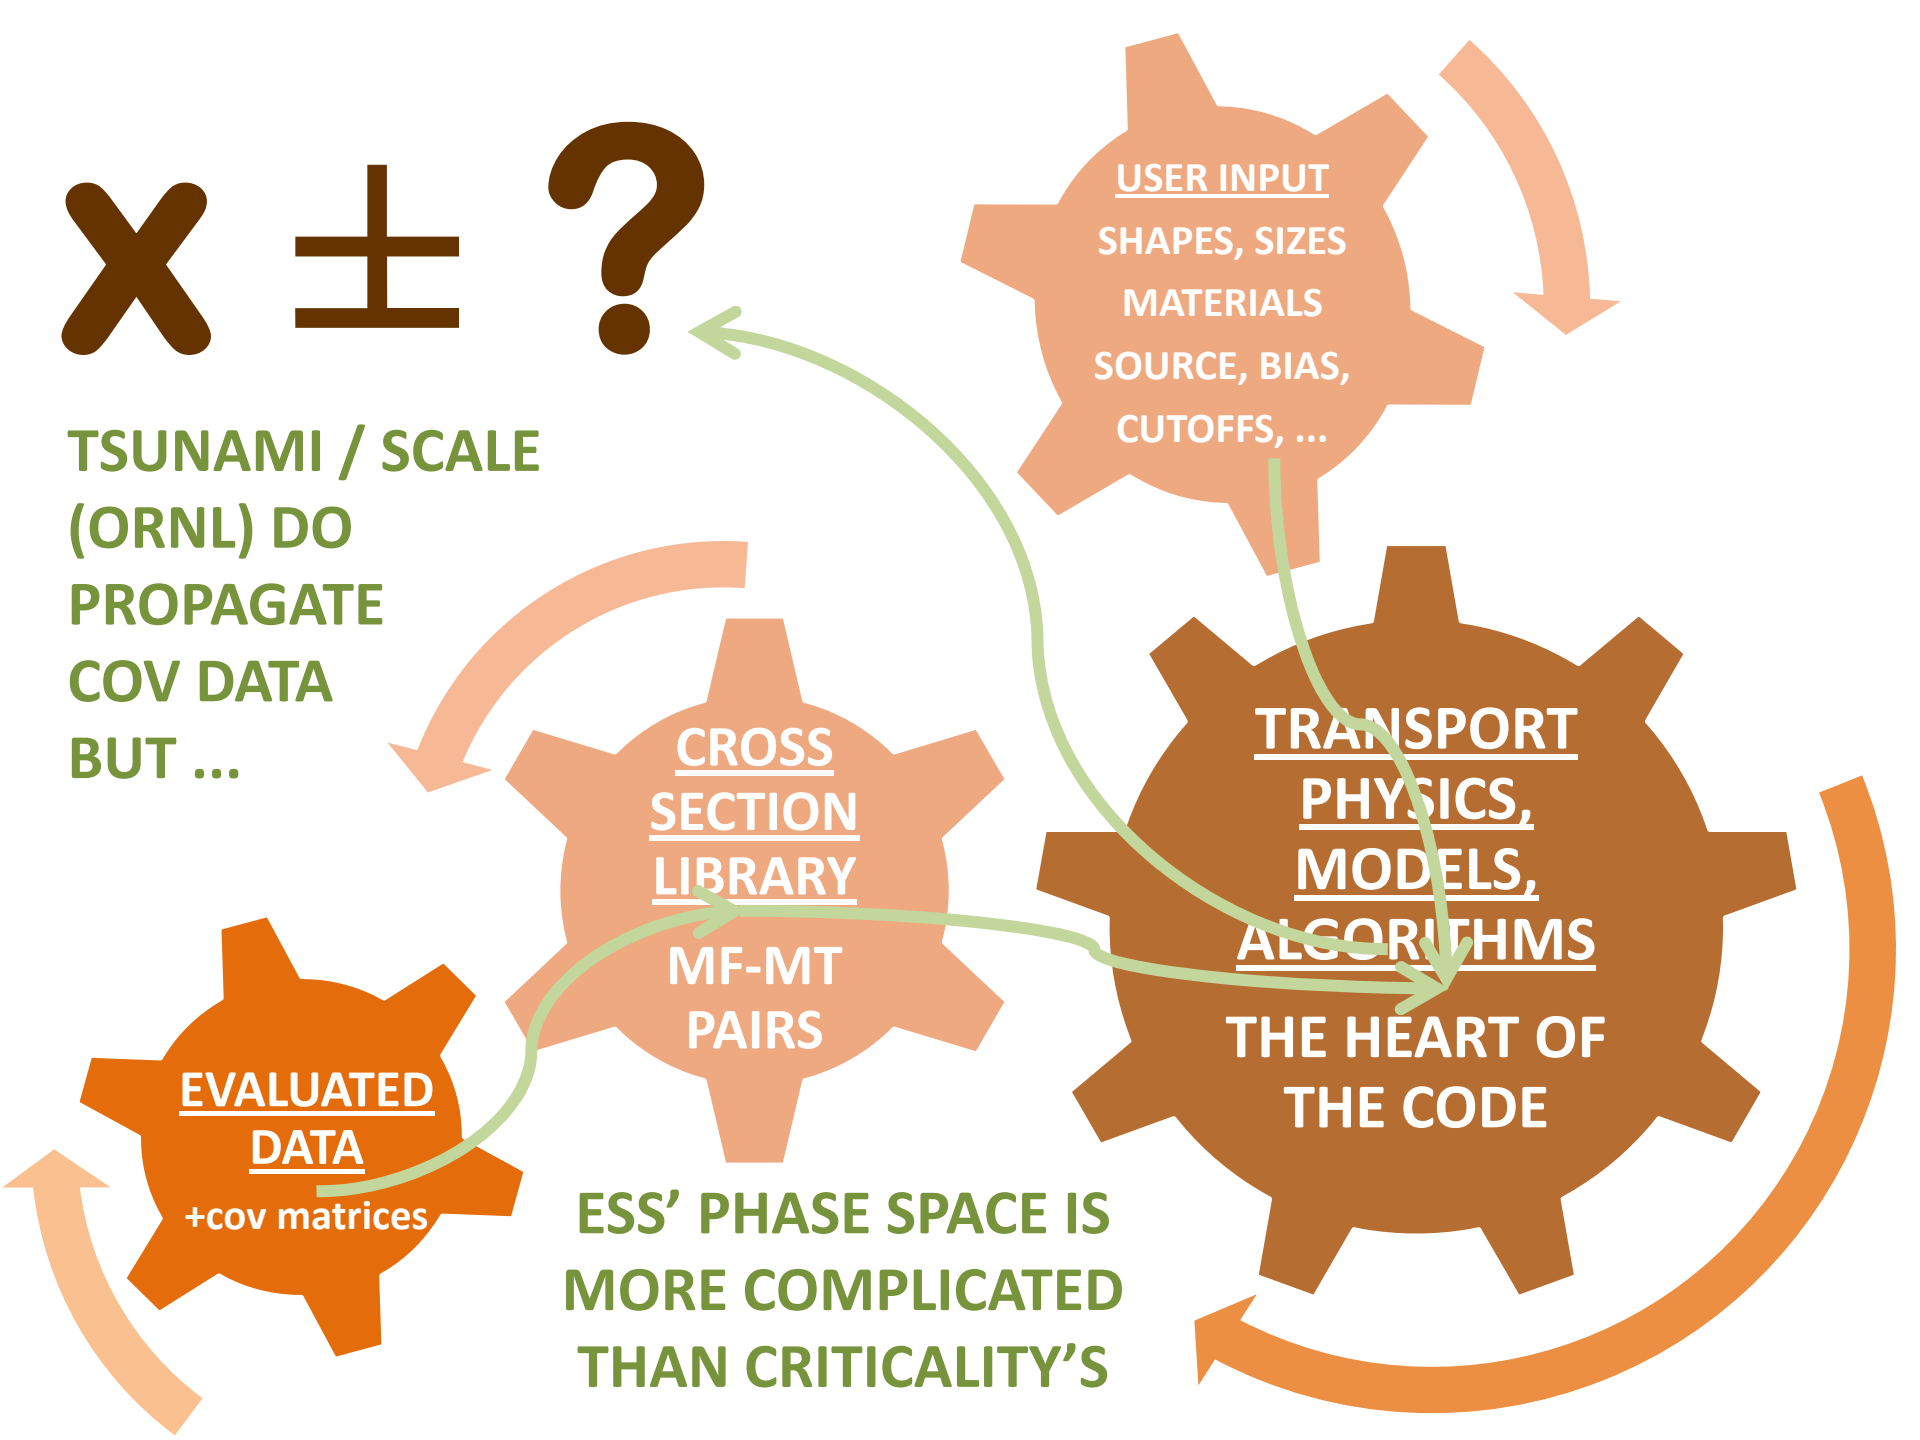 x ± ?
TSUNAMI / SCALE
(ORNL) DO
PROPAGATE
COV DATA
BUT ...
USER INPUT
SHAPES, SIZES
MATERIALS
SOURCE, BIAS,
CUTOFFS, ...
CROSS
SECTION
LIBRARY
MF-MT
PAIRS
TRANSPORT
PHYSICS,
MODELS,
ALGORITHMS
THE HEART OF
THE CODE
EVALUATED
DATA
+cov matrices
ESS’ PHASE SPACE IS
MORE COMPLICATED
THAN CRITICALITY’S